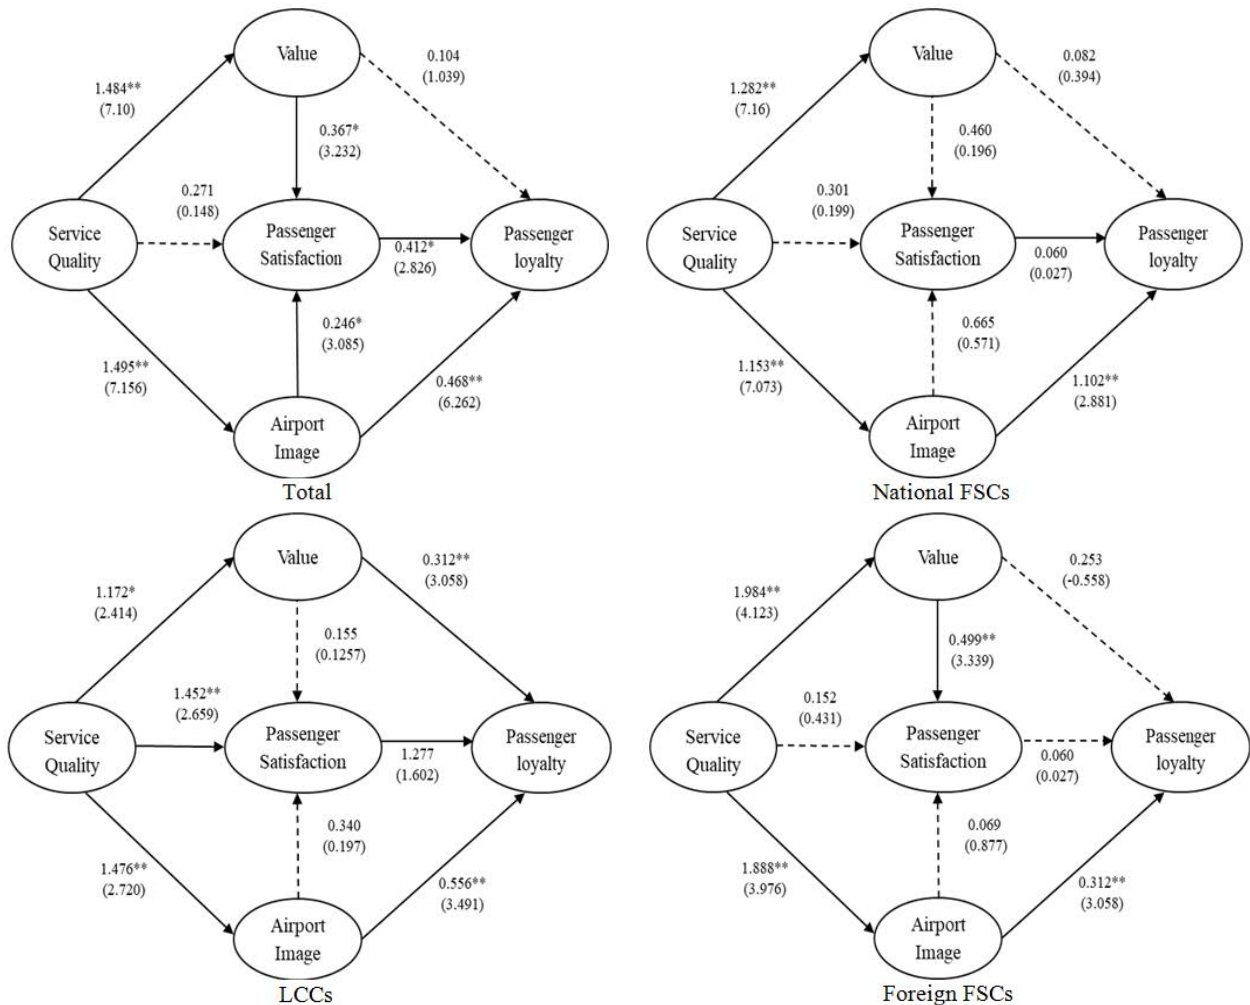 Value
0.104
(1.039)
1.484**
(7.10)
0.367*
(3.232)
0.271
(0.148)
Service
Quality
Passenger
Satisfaction
0.412*
(2.826)
Passenger
loyalty
0.246*
(3.085)
1.495**
(7.156)
0.468**
(6.262)
Airport
Image
Total
Value
0.082
(0.394)
1.282**
(7.16)
0.460
(0.196)
0.301
(0.199)
Service
Quality
Passenger
Satisfaction
0.060
(0.027)
Passenger
loyalty
0.665
(0.571)
1.153**
(7.073)
1.102**
(2.881)
Airport
Image
National FSCs
Value
0.312**
(3.058)
1.172*
(2.414)
0.155
(0.1257)
1.452**
(2.659)
Service
Quality
Passenger
Satisfaction
1.277
(1.602)
Passenger
loyalty
0.340
(0.197)
1.476**
(2.720)
0.556**
(3.491)
Airport
Image
LCCs
Value
0.253
(-0.558)
1.984**
(4.123)
0.499**
(3.339)
0.152
(0.431)
Service
Quality
Passenger
Satisfaction
0.060
(0.027)
Passenger
loyalty
0.069
(0.877)
1.888**
(3.976)
0.312**
(3.058)
Airport
Image
Foreign FSCs